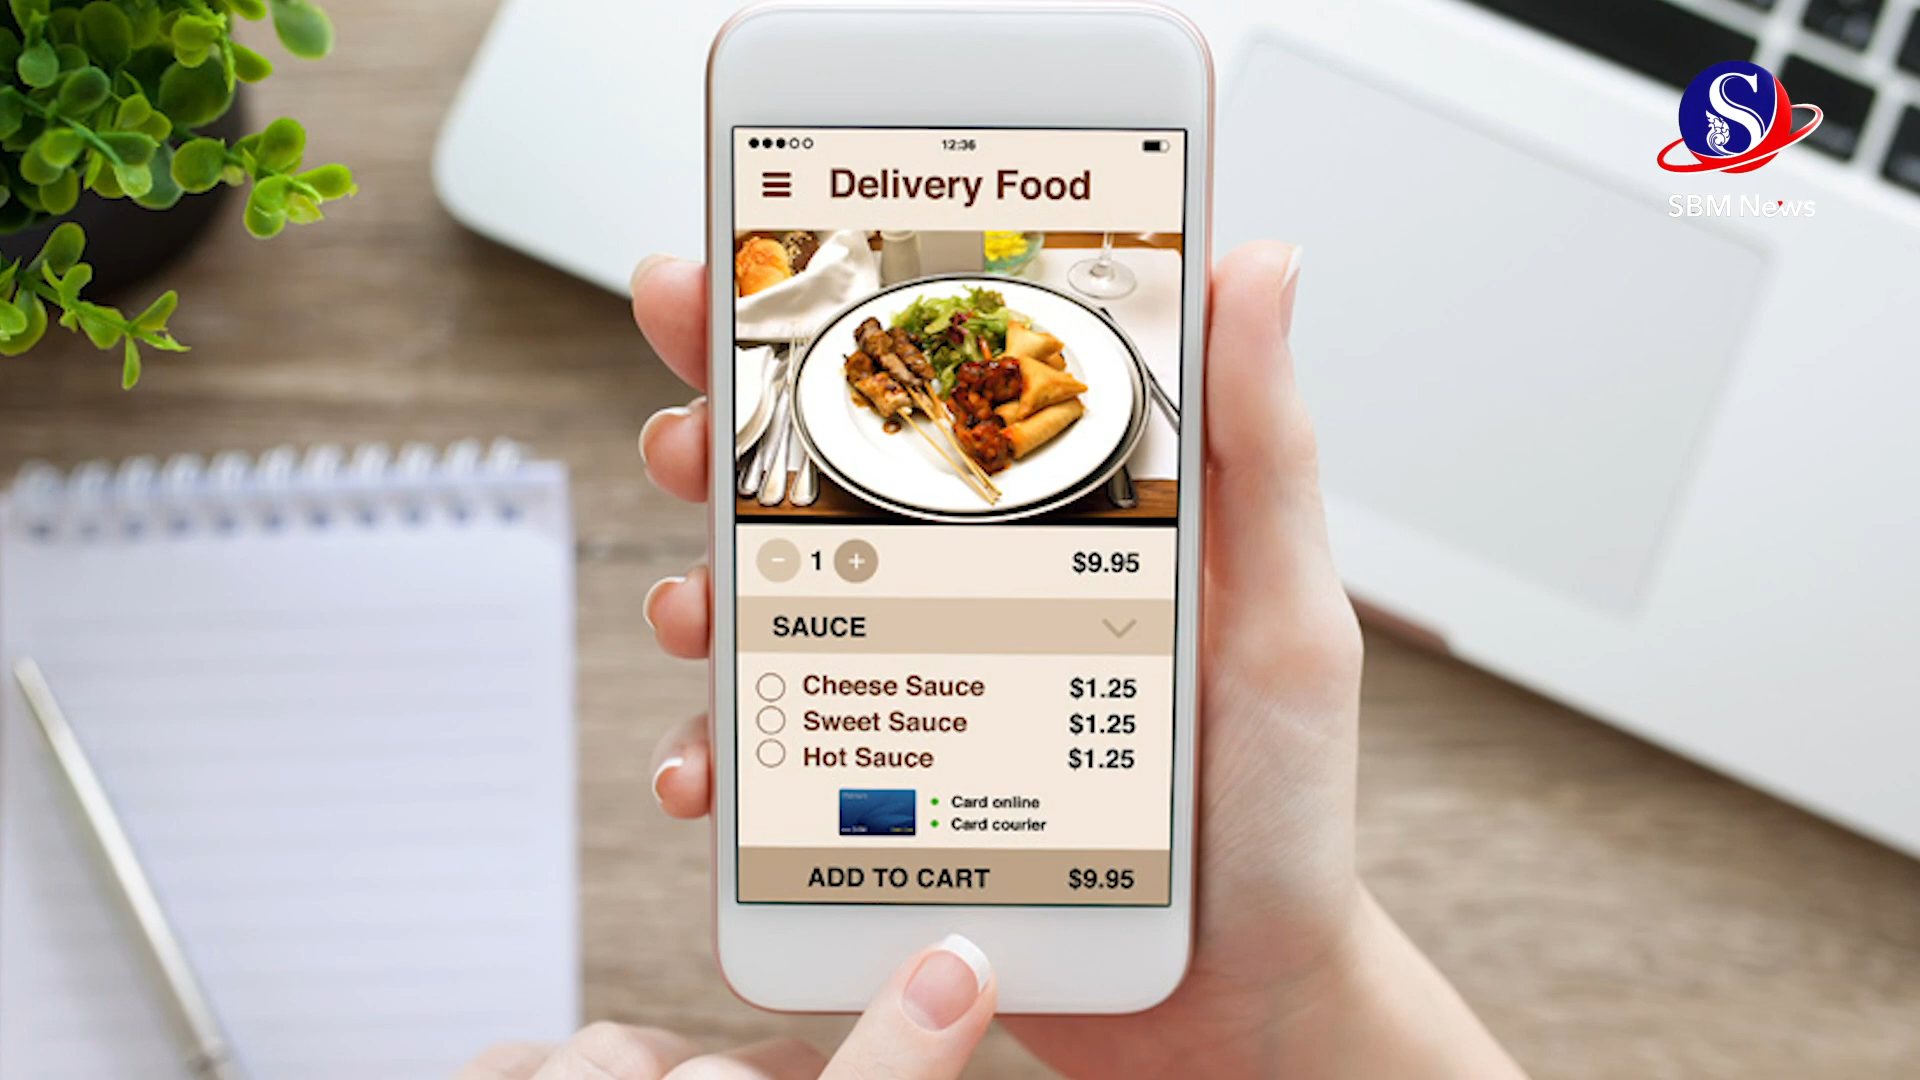 S
SBM News
12:36
Delivery Food
1 $9.95
SAUCE
Cheese Sauce $1.25
Sweet Sauce $1.25
Hot Sauce $1.25
Card online
Card courier
ADD TO CART $9.95